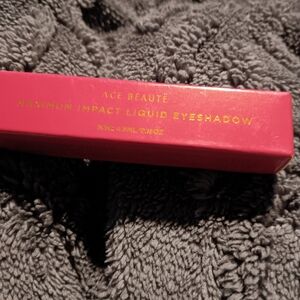 ACE BEAUTÉ
MAXIMUM IMPACT LIQUID EYESHADOW